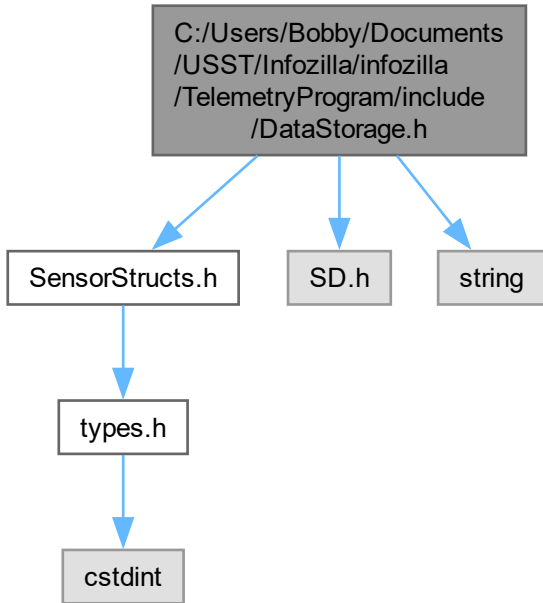 C:/Users/Bobby/Documents
/USST/Infozilla/infozilla
/TelemetryProgram/include
/DataStorage.h
SensorStructs.h
SD.h
string
types.h
cstdint